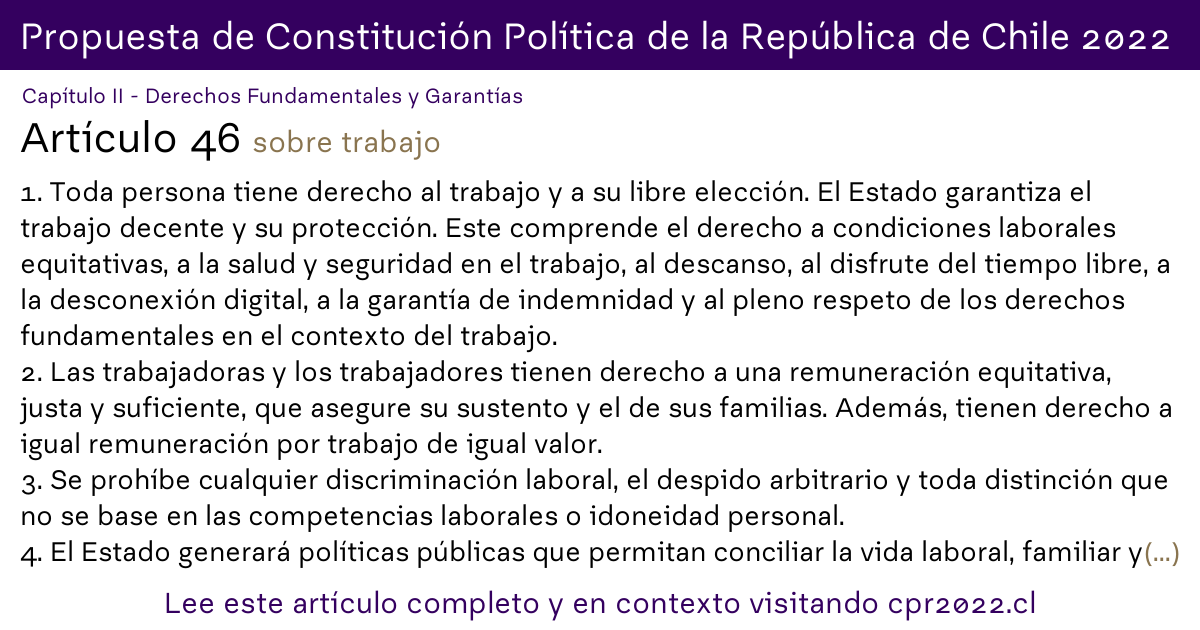 Propuesta de Constitución Política de la República de Chile 2022
Capítulo II - Derechos Fundamentales y Garantías
Artículo 46 sobre trabajo
1. Toda persona tiene derecho al trabajo y a su libre elección. El Estado garantiza el
trabajo decente y su protección. Este comprende el derecho a condiciones laborales
equitativas, a la salud y seguridad en el trabajo, al descanso, al disfrute del tiempo libre, a
la desconexión digital, a la garantía de indemnidad y al pleno respeto de los derechos
fundamentales en el contexto del trabajo.
2. Las trabajadoras y los trabajadores tienen derecho a una remuneración equitativa,
justa y suficiente, que asegure su sustento y el de sus familias. Además, tienen derecho a
igual remuneración por trabajo de igual valor.
3. Se prohíbe cualquier discriminación laboral, el despido arbitrario y toda distinción que
no se base en las competencias laborales o idoneidad personal.
4. El Estado generará políticas públicas que permitan conciliar la vida laboral, familiar y(...)
Lee este artículo completo y en contexto visitando cpr2022.cl